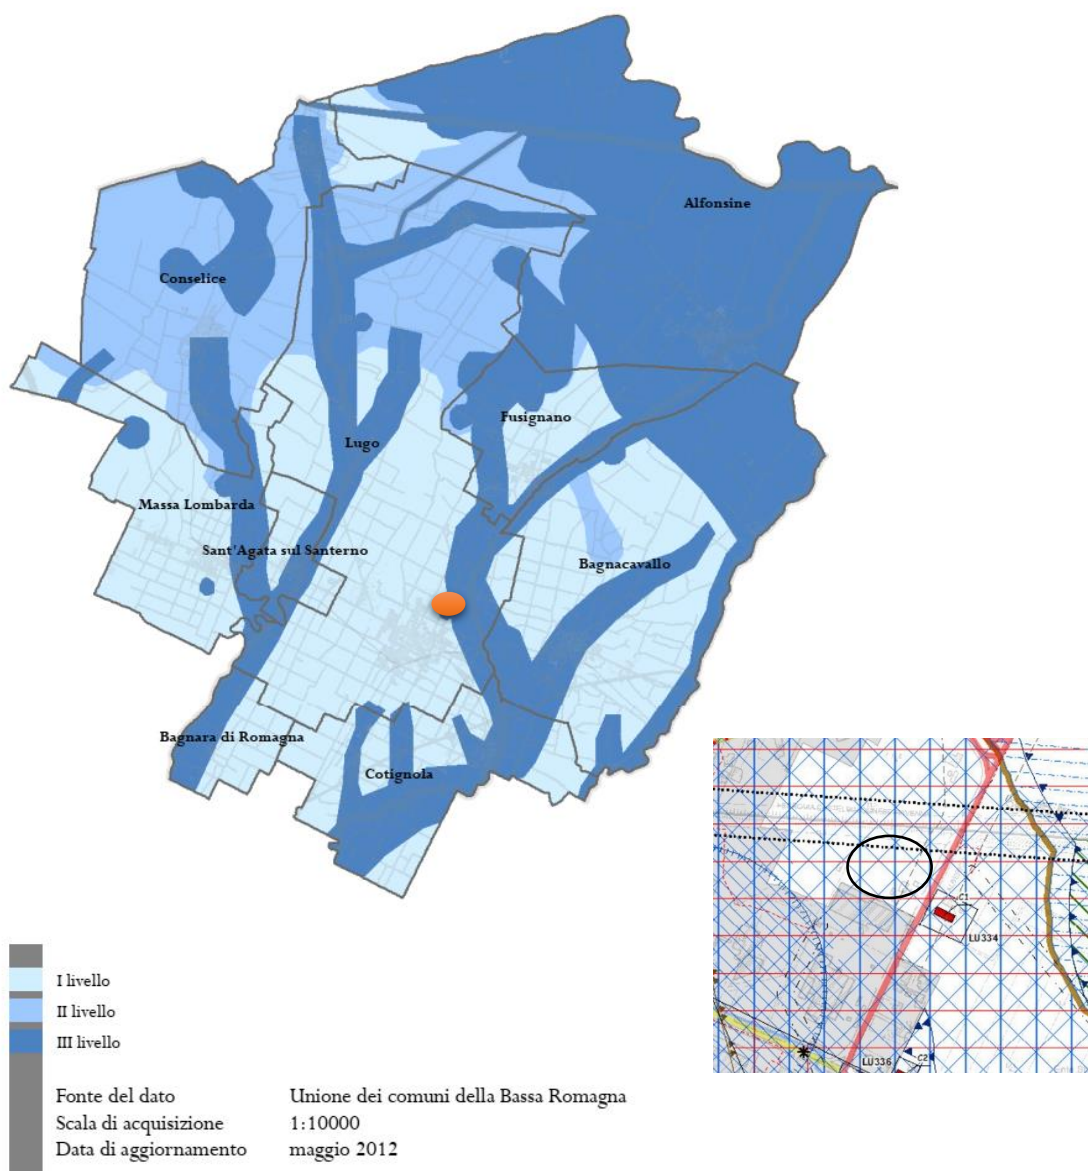 Alfonsine
Conselice
Fusignano
Lugo
Massa Lombarda
Sant'Agata sul Santerno
Bagnacavallo
Bagnara di Romagna
Cotignola
C1
LU334
LU336
C2
I livello
II livello
III livello
Fonte del dato Unione dei comuni della Bassa Romagna
Scala di acquisizione 1:10000
Data di aggiornamento maggio 2012